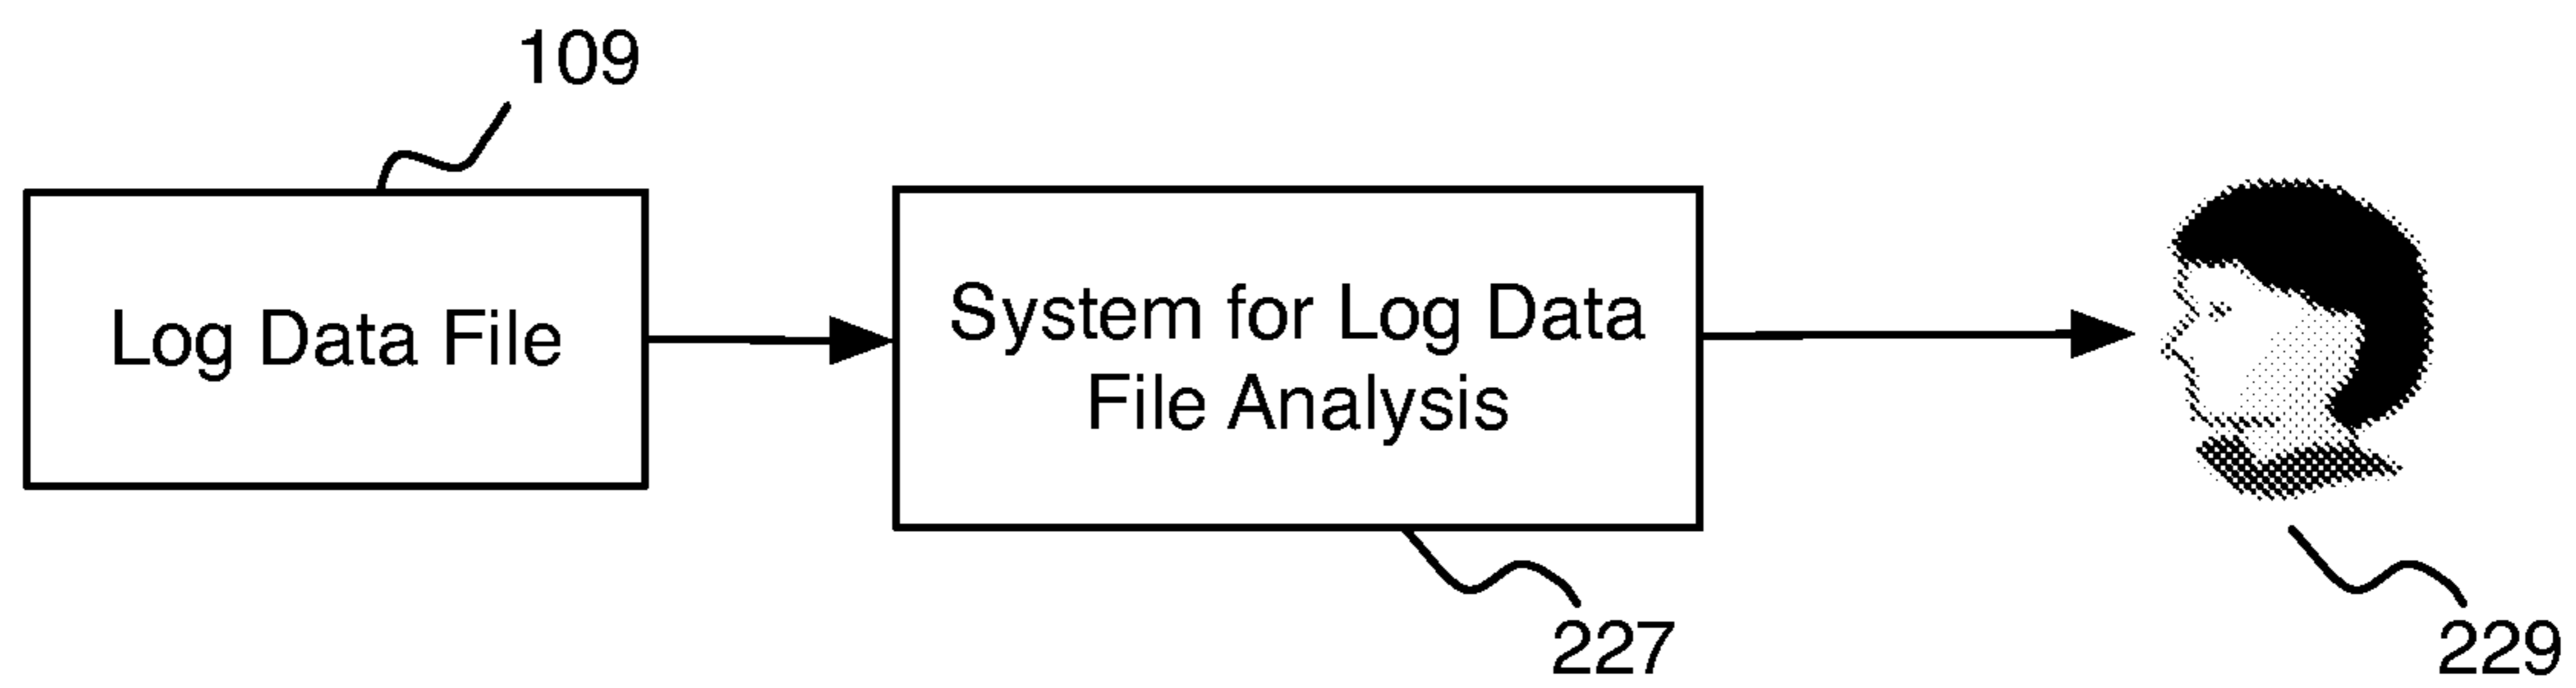 109
Log Data File
System for Log Data
File Analysis
227
229